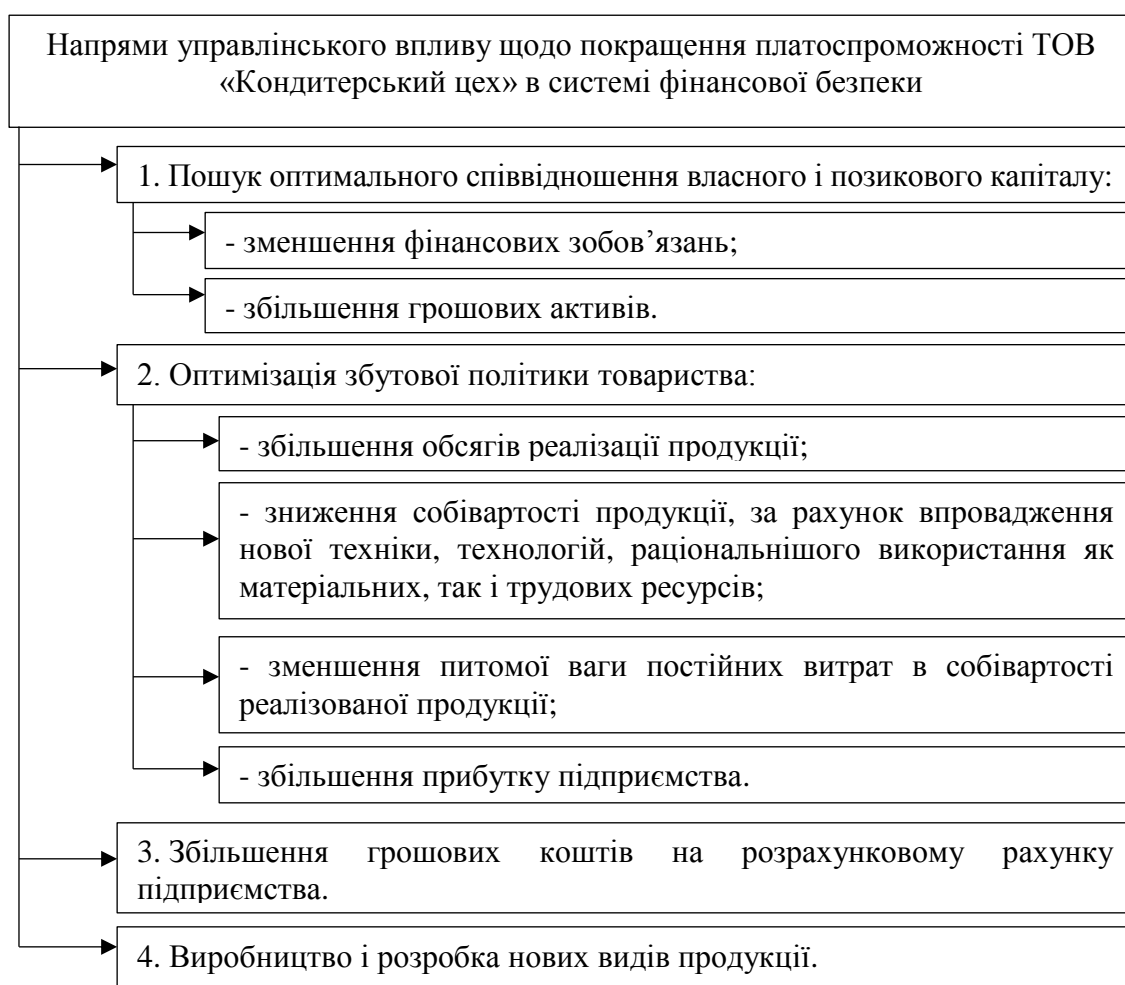 Напрями управлінського впливу щодо покращення платоспроможності ТОВ
«Кондитерський цех» в системі фінансової безпеки
1. Пошук оптимального співвідношення власного і позикового капіталу:
- зменшення фінансових зобов’язань;
- збільшення грошових активів.
2. Оптимізація збутової політики товариства:
- збільшення обсягів реалізації продукції;
- зниження собівартості продукції, за рахунок впровадження
нової техніки, технологій, раціональнішого використання як
матеріальних, так і трудових ресурсів;
- зменшення питомої ваги постійних витрат в собівартості
реалізованої продукції;
- збільшення прибутку підприємства.
3. Збільшення грошових коштів на розрахунковому рахунку
підприємства.
4. Виробництво і розробка нових видів продукції.